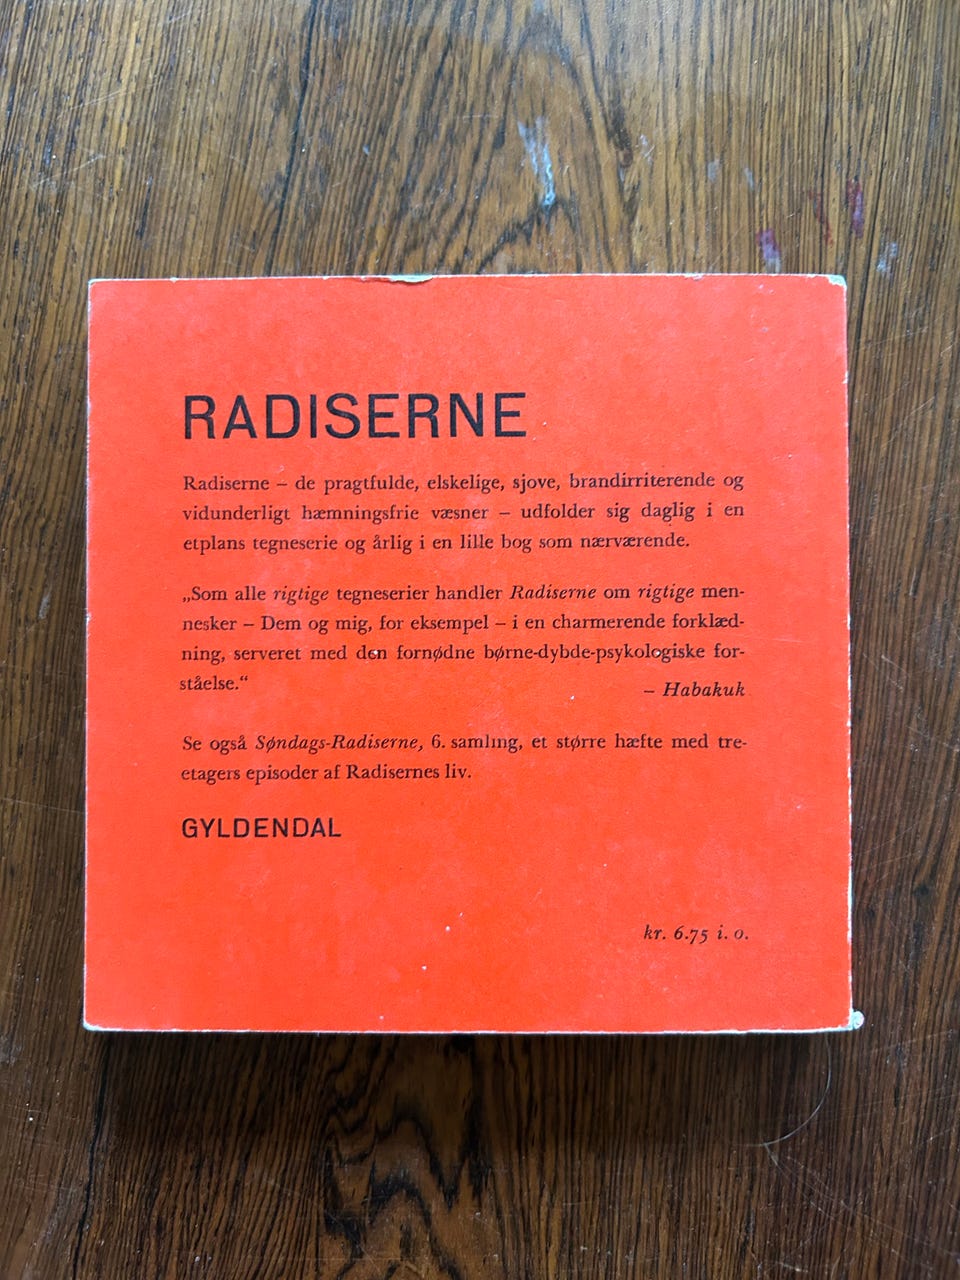 RADISERNE
Radiserne – de pragtfulde, elskelige, sjove, brandirriterende og
vidunderligt hæmningsfrie væsner – udfolder sig daglig i en
etplans tegneserie og årlig i en lille bog som nærværende.
„Som alle rigtige tegneserier handler Radiserne om rigtige men-
nesker – Dem og mig, for eksempel – i en charmerende forklæd-
ning, serveret med den fornødne børne-dybde-psykologiske for-
ståelse.“
– Habakuk
Se også Søndags-Radiserne, 6. samling, et større hæfte med tre-
etagers episoder af Radisernes liv.
GYLDENDAL
kr. 6.75 i. o.